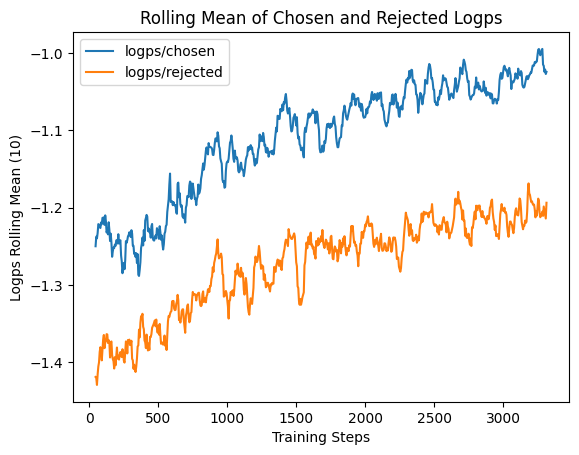 Rolling Mean of Chosen and Rejected Logps
logps/chosen
logps/rejected
Logps Rolling Mean (10)
−1.0
−1.1
−1.2
−1.3
−1.4
0 500 1000 1500 2000 2500 3000
Training Steps